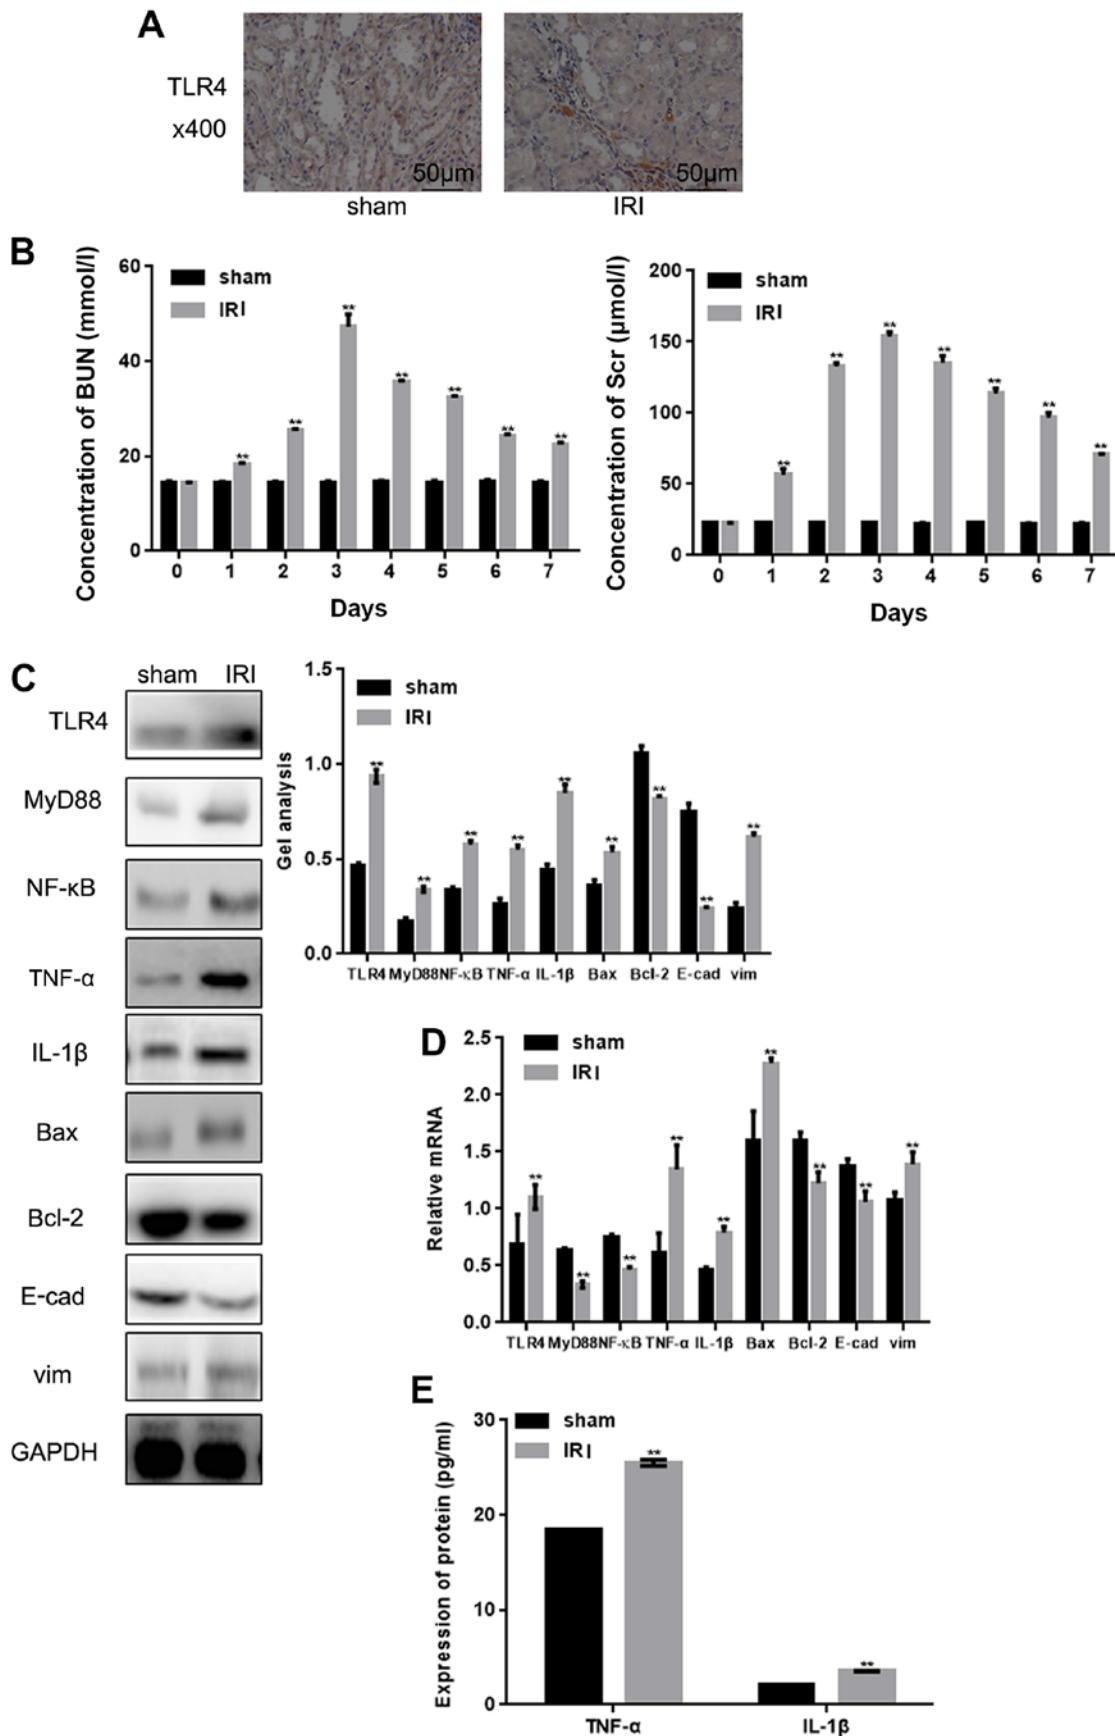 A
TLR4
x400
50µm
50µm
sham
IRI
B
Concentration of BUN (mmol/l)
60
40
20
0
sham
IRI
**
**
**
**
**
**
**
0 1 2 3 4 5 6 7
Days
Concentration of Scr (µmol/l)
200
150
100
50
0
sham
IRI
**
**
**
**
**
**
**
0 1 2 3 4 5 6 7
Days
C
sham IRI
TLR4
MyD88
NF-κB
TNF-α
IL-1β
Bax
Bcl-2
E-cad
vim
GAPDH
Gel analysis
1.5
1.0
0.5
0.0
sham
IRI
**
**
**
**
**
**
**
**
**
TLR4 MyD88 NF-κB TNF-α IL-1β Bax Bcl-2 E-cad vim
D
Relative mRNA
2.5
2.0
1.5
1.0
0.5
0.0
sham
IRI
**
**
**
**
**
**
**
**
**
TLR4 MyD88 NF-κB TNF-α IL-1β Bax Bcl-2 E-cad vim
E
Expression of protein (pg/ml)
30
20
10
0
sham
IRI
**
**
TNF-α IL-1β